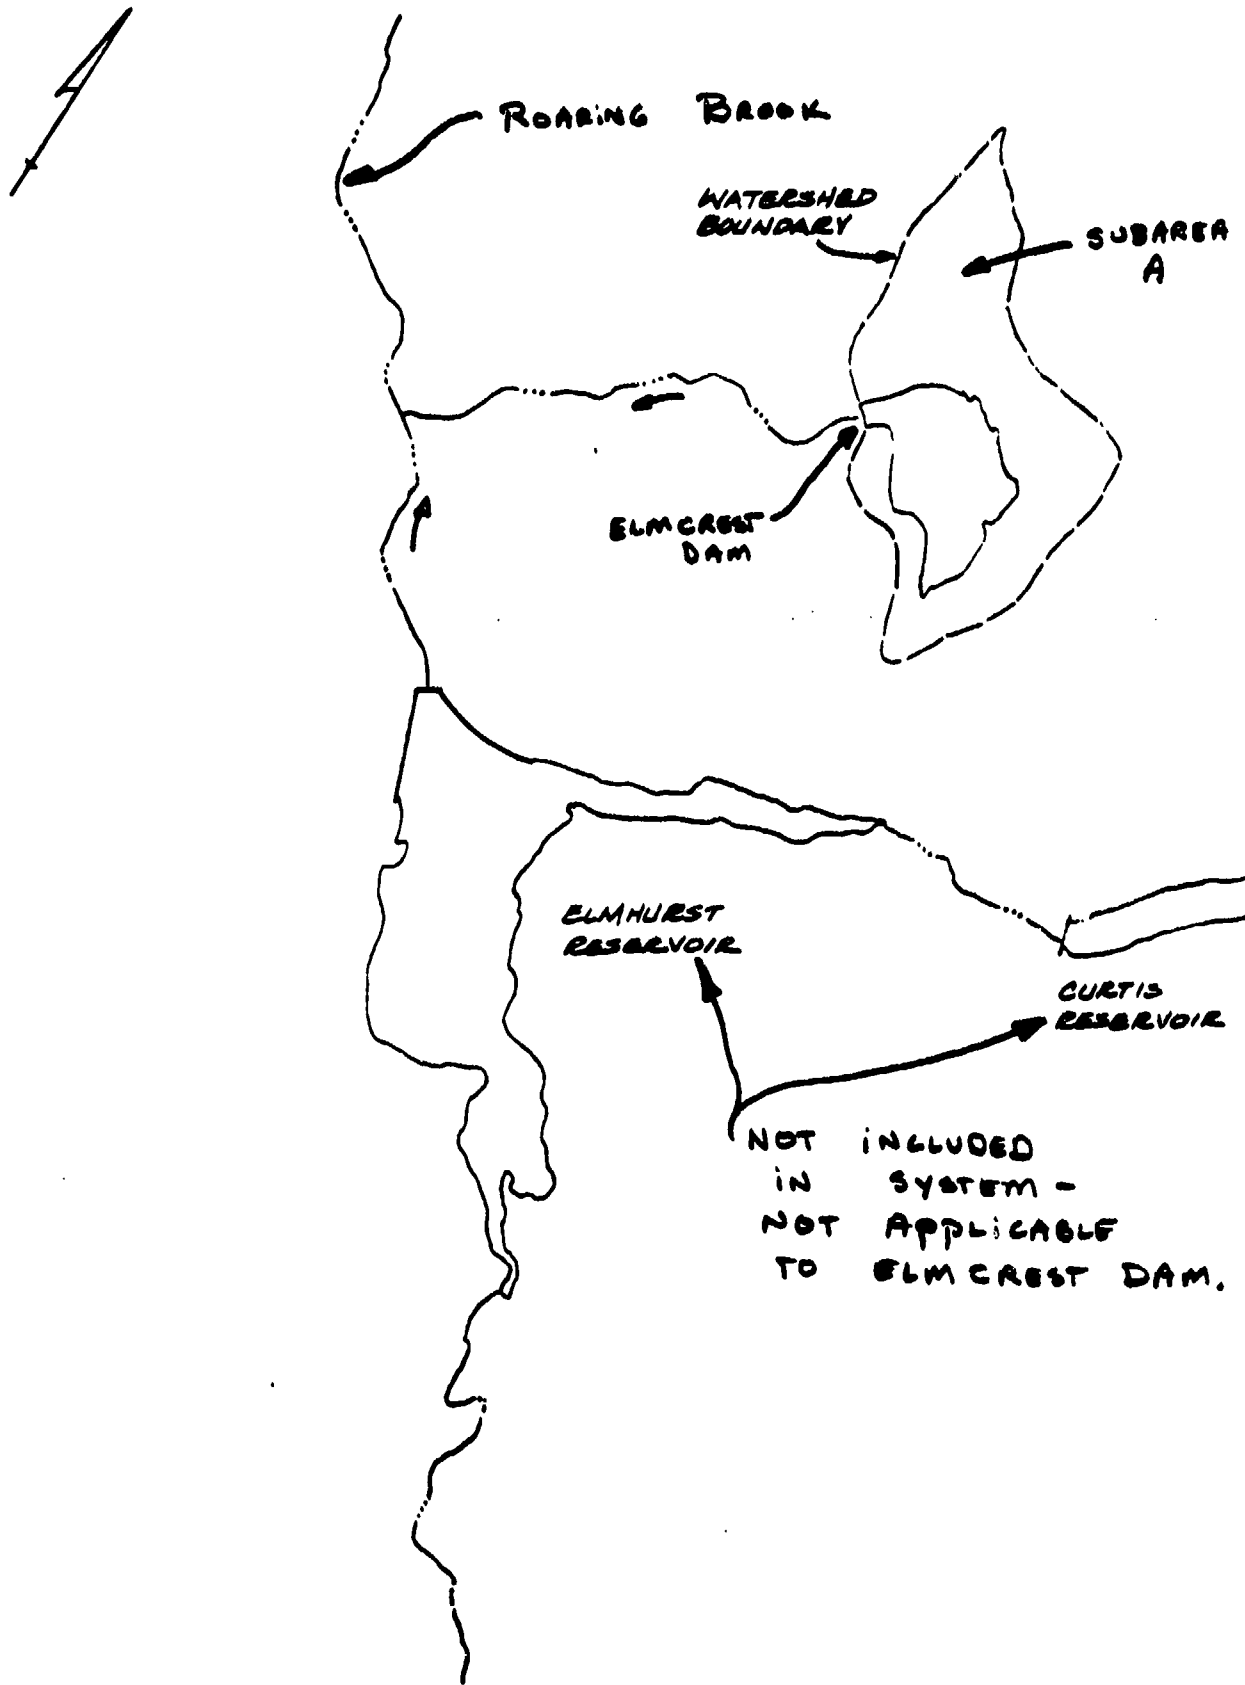 ROARING BROOK
WATERSHED
BOUNDARY
SUBAREA
A
ELMCREST
DAM
ELMHURST
RESERVOIR
CURTIS
RESERVOIR
NOT INCLUDED
IN SYSTEM -
NOT APPLICABLE
TO ELMCREST DAM.